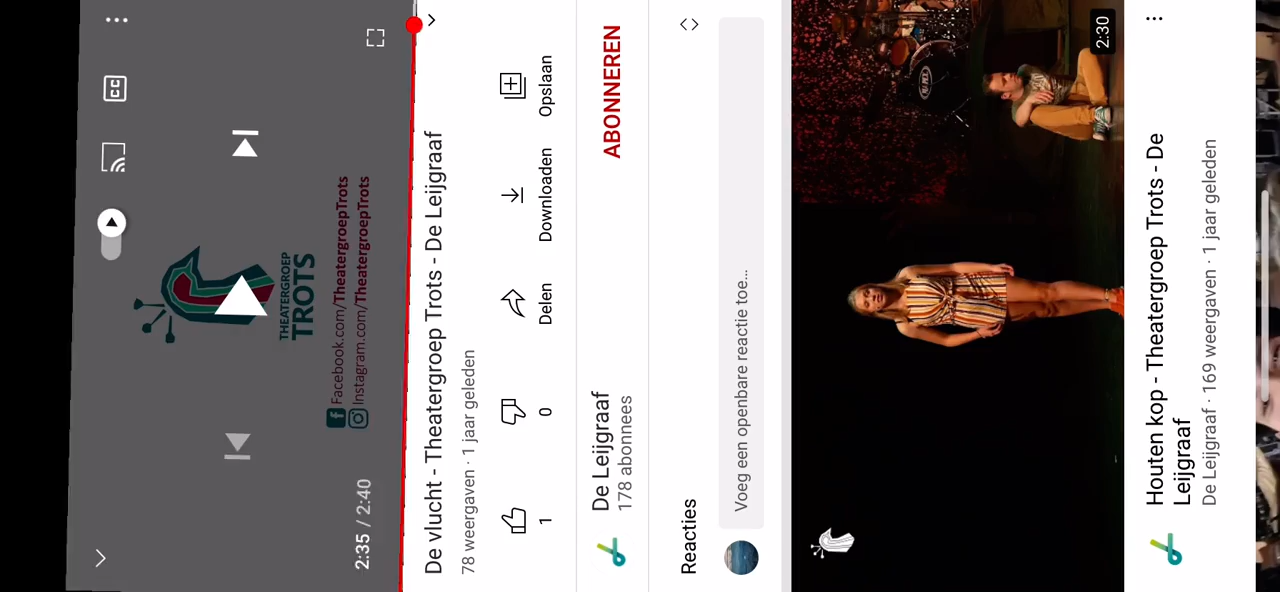 CC
THEATERGROEP
TROTS
Facebook.com/TheatergroepTrots
Instagram.com/TheatergroepTrots
2:35 / 2:40
De vlucht - Theatergroep Trots - De Leijgraaf
78 weergaven · 1 jaar geleden
1
0
Delen
Downloaden
Opslaan
De Leijgraaf
178 abonnees
ABONNEREN
Reacties
Voeg een openbare reactie toe...
2:30
Houten kop - Theatergroep Trots - De
Leijgraaf
De Leijgraaf · 169 weergaven · 1 jaar geleden